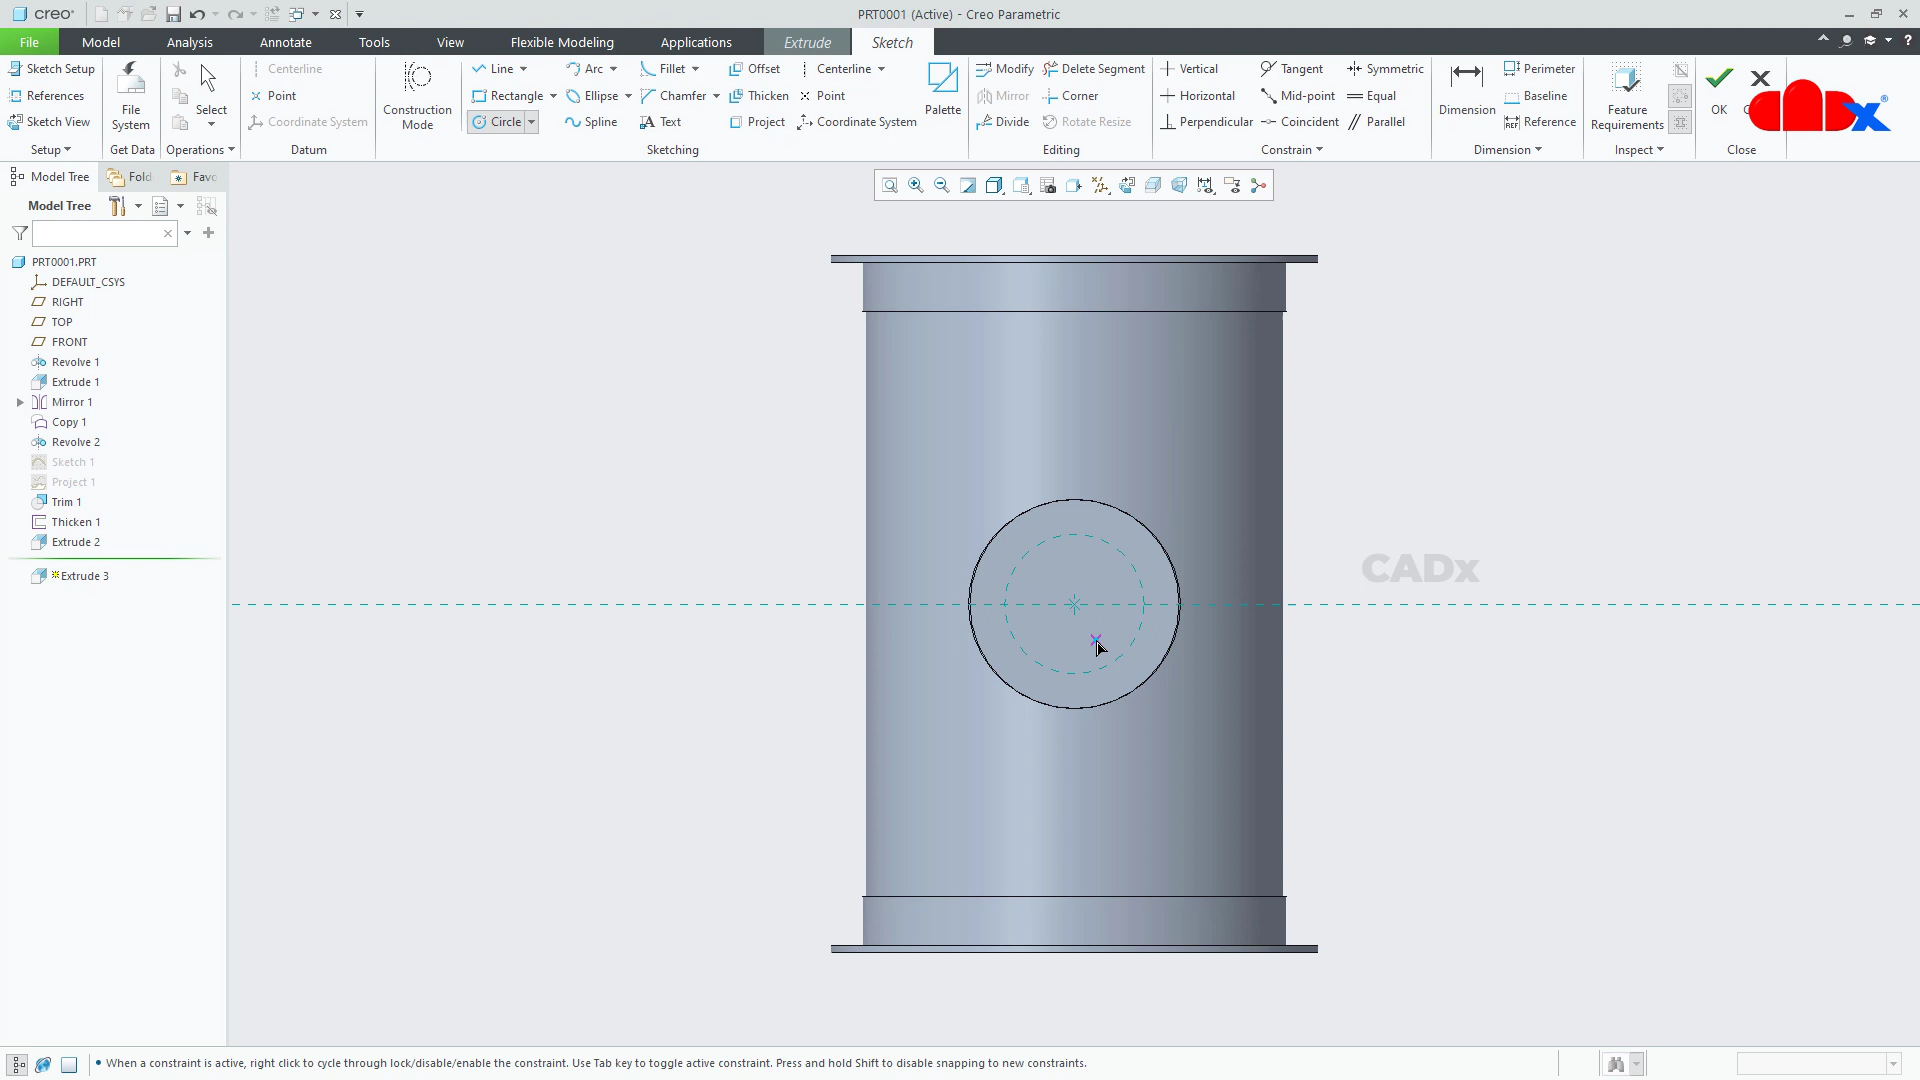 creo
PRT0001 (Active) - Creo Parametric
File
Model
Analysis
Annotate
Tools
View
Flexible Modeling
Applications
Extrude
Sketch
Sketch Setup
References
Sketch View
Setup
File System
Get Data
Select
Operations
Centerline
Point
Coordinate System
Datum
Construction Mode
Line
Arc
Fillet
Offset
Centerline
Rectangle
Ellipse
Chamfer
Thicken
Point
Circle
Spline
Text
Project
Coordinate System
Palette
Sketching
Modify
Delete Segment
Mirror
Corner
Divide
Rotate Resize
Editing
Vertical
Tangent
Symmetric
Horizontal
Mid-point
Equal
Perpendicular
Coincident
Parallel
Constrain
Dimension
Perimeter
Baseline
REF Reference
Dimension
Feature Requirements
Inspect
OK
CADx®
Close
Model Tree
Fold
Favo
Model Tree
PRT0001.PRT
DEFAULT_CSYS
RIGHT
TOP
FRONT
Revolve 1
Extrude 1
Mirror 1
Copy 1
Revolve 2
Sketch 1
Project 1
Trim 1
Thicken 1
Extrude 2
Extrude 3
CADx
When a constraint is active, right click to cycle through lock/disable/enable the constraint. Use Tab key to toggle active constraint. Press and hold Shift to disable snapping to new constraints.